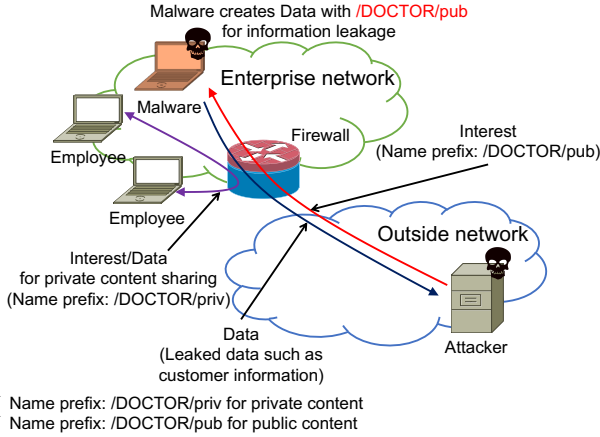 Malware creates Data with /DOCTOR/pub
for information leakage
Enterprise network
Malware
Firewall
Employee
Employee
Interest
(Name prefix: /DOCTOR/pub)
Outside network
Interest/Data
for private content sharing
(Name prefix: /DOCTOR/priv)
Data
(Leaked data such as
customer information)
Attacker
Name prefix: /DOCTOR/priv for private content
Name prefix: /DOCTOR/pub for public content